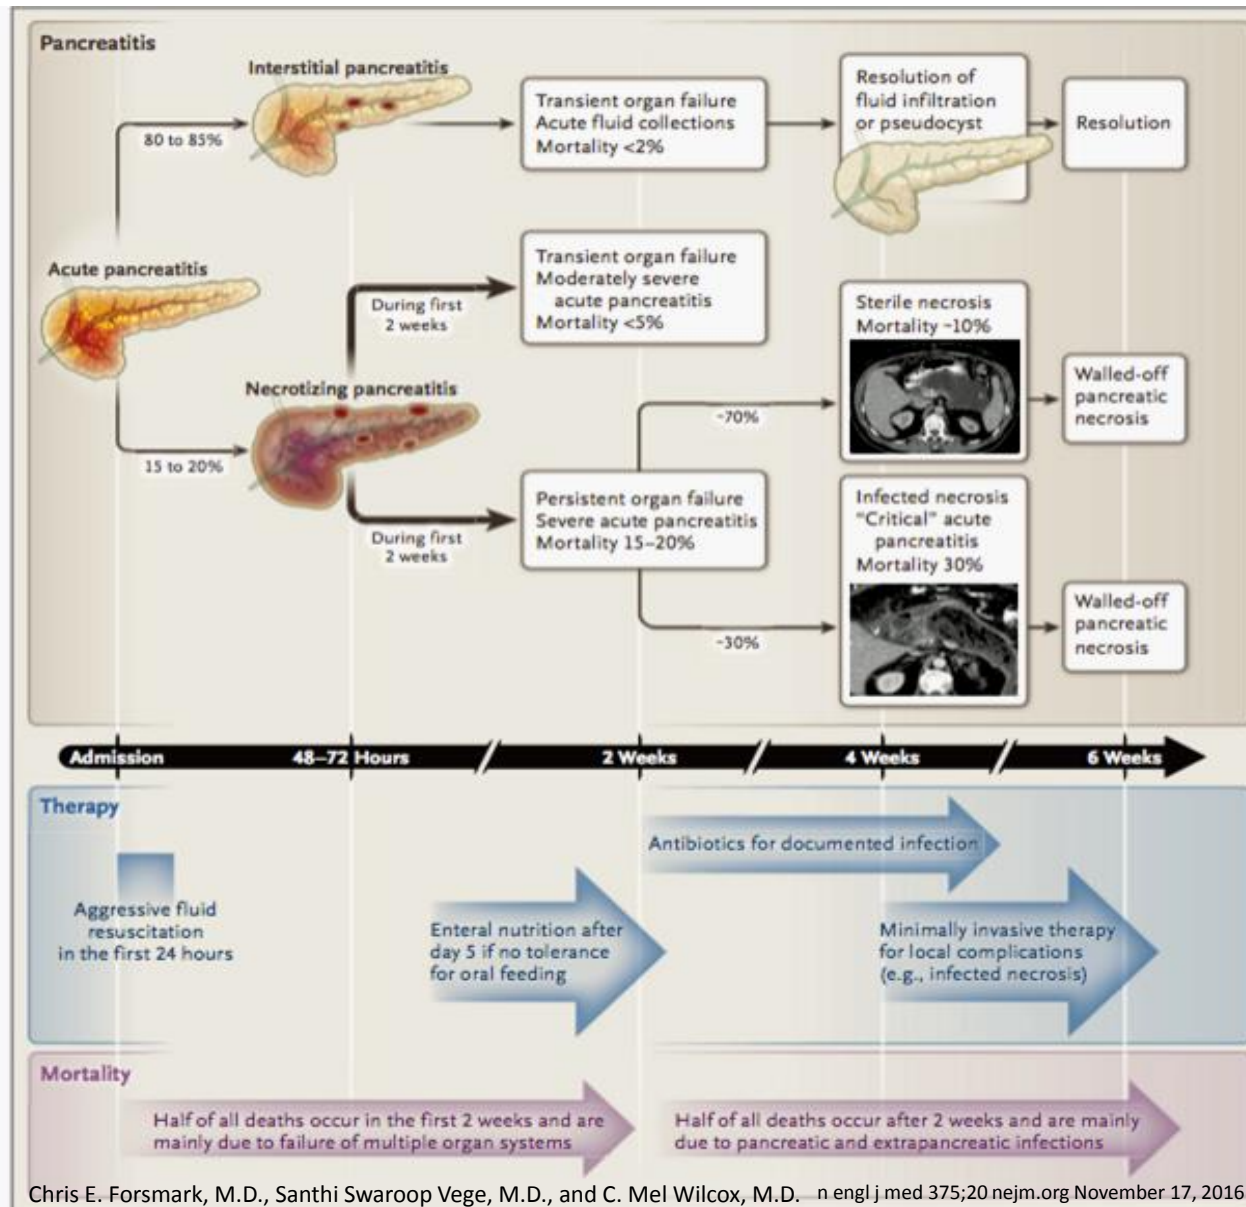 Pancreatitis
Interstitial pancreatitis
80 to 85%
Transient organ failure
Acute fluid collections
Mortality <2%
Resolution of
fluid infiltration
or pseudocyst
Resolution
Acute pancreatitis
During first
2 weeks
Transient organ failure
Moderately severe
acute pancreatitis
Mortality <5%
Necrotizing pancreatitis
15 to 20%
During first
2 weeks
Persistent organ failure
Severe acute pancreatitis
Mortality 15–20%
~70%
Sterile necrosis
Mortality ~10%
Walled-off
pancreatic
necrosis
~30%
Infected necrosis
“Critical” acute
pancreatitis
Mortality 30%
Walled-off
pancreatic
necrosis
Admission
48–72 Hours
2 Weeks
4 Weeks
6 Weeks
Therapy
Aggressive fluid
resuscitation
in the first 24 hours
Enteral nutrition after
day 5 if no tolerance
for oral feeding
Antibiotics for documented infection
Minimally invasive therapy
for local complications
(e.g., infected necrosis)
Mortality
Half of all deaths occur in the first 2 weeks and are
mainly due to failure of multiple organ systems
Half of all deaths occur after 2 weeks and are mainly
due to pancreatic and extrapancreatic infections
Chris E. Forsmark, M.D., Santhi Swaroop Vege, M.D., and C. Mel Wilcox, M.D. n engl j med 375;20 nejm.org November 17, 2016